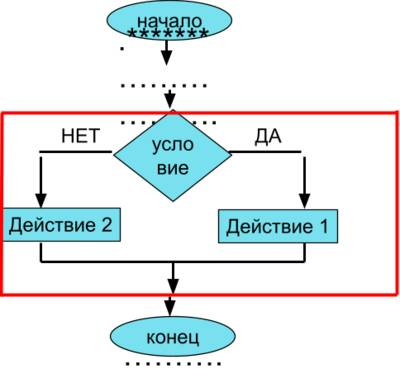 начало
*******
НЕТ
ДА
усло
вие
Действие 2
Действие 1
конец